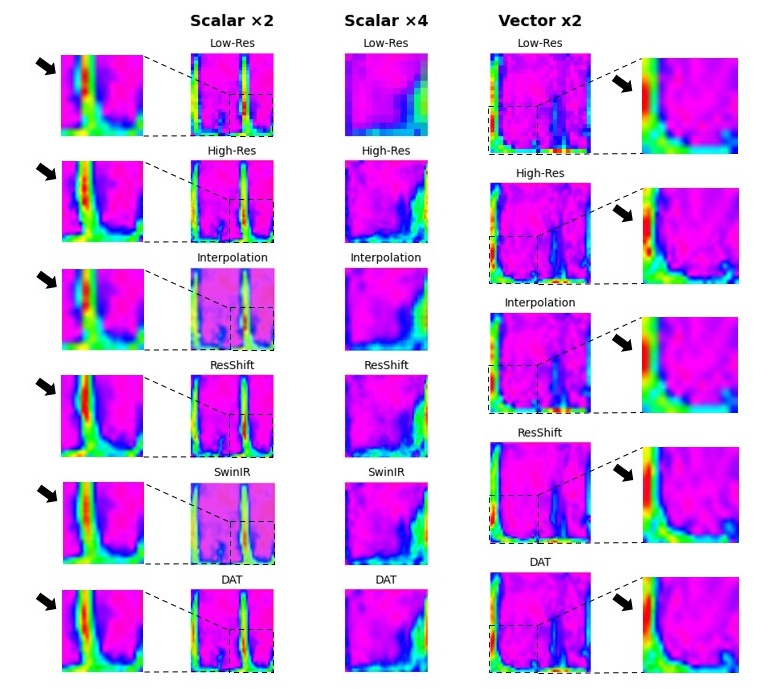 Scalar ×2
Scalar ×4
Vector x2
Low-Res
Low-Res
Low-Res
High-Res
High-Res
High-Res
Interpolation
Interpolation
Interpolation
ResShift
ResShift
ResShift
SwinIR
SwinIR
DAT
DAT
DAT